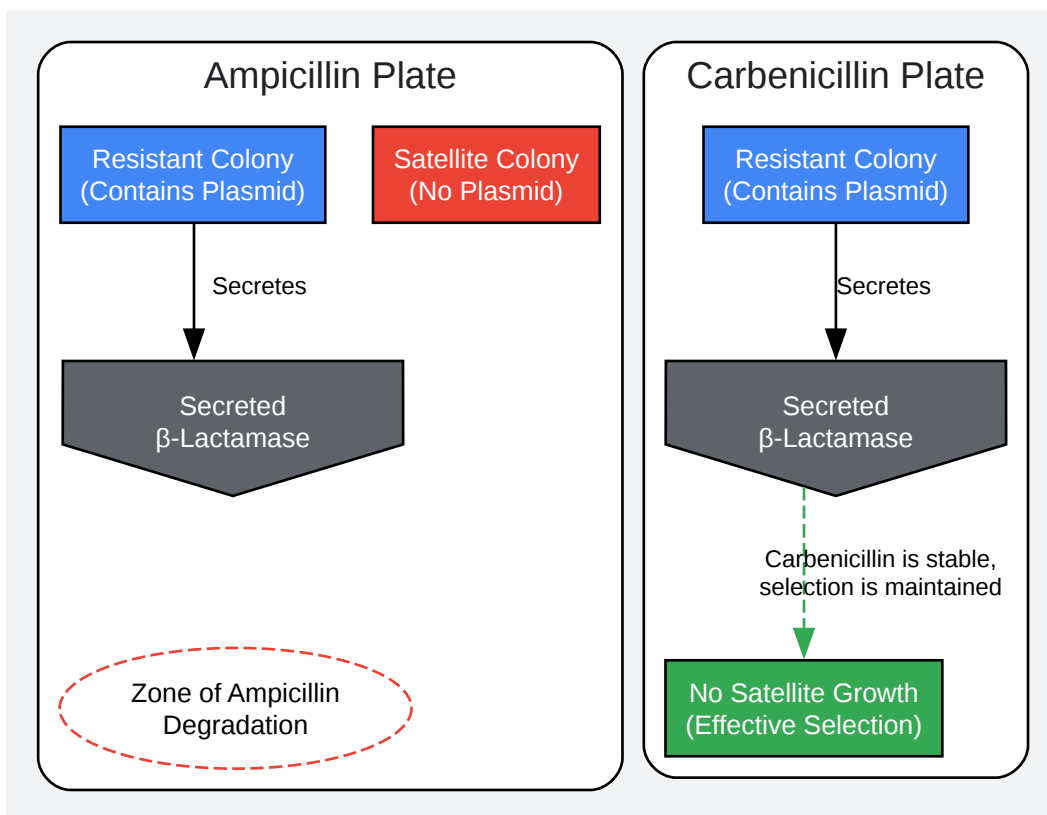 Ampicillin Plate
Resistant Colony
(Contains Plasmid)
Satellite Colony
(No Plasmid)
Secretes
Secreted
β-Lactamase
Zone of Ampicillin
Degradation
Carbenicillin Plate
Resistant Colony
(Contains Plasmid)
Secretes
Secreted
β-Lactamase
Carbenicillin is stable,
selection is maintained
No Satellite Growth
(Effective Selection)